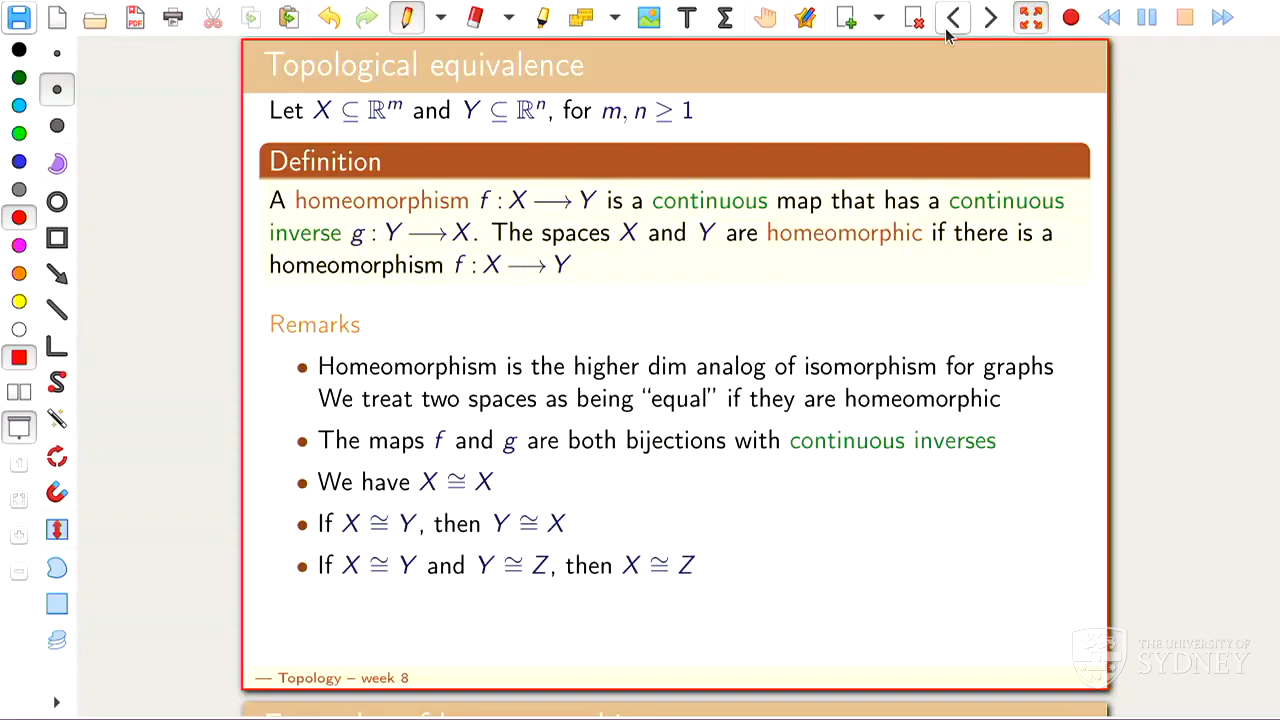 Topological equivalence
Let X ⊆ ℝᵐ and Y ⊆ ℝⁿ, for m, n ≥ 1
Definition
A homeomorphism f : X ⟶ Y is a continuous map that has a continuous
inverse g : Y ⟶ X. The spaces X and Y are homeomorphic if there is a
homeomorphism f : X ⟶ Y
Remarks
• Homeomorphism is the higher dim analog of isomorphism for graphs
We treat two spaces as being “equal” if they are homeomorphic
• The maps f and g are both bijections with continuous inverses
• We have X ≅ X
• If X ≅ Y, then Y ≅ X
• If X ≅ Y and Y ≅ Z, then X ≅ Z
THE UNIVERSITY OF
SYDNEY
— Topology – week 8